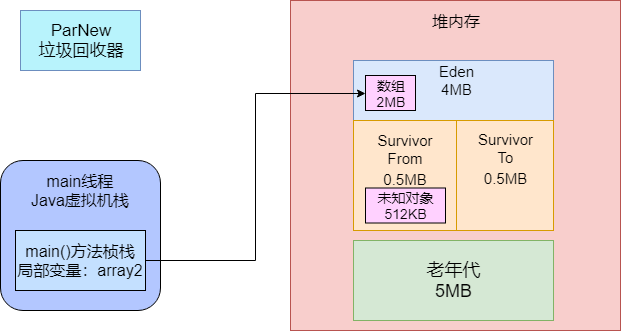 ParNew
垃圾回收器
堆内存
Eden
4MB
数组
2MB
Survivor
From
0.5MB
未知对象
512KB
Survivor
To
0.5MB
main线程
Java虚拟机栈
main()方法桢栈
局部变量：array2
老年代
5MB